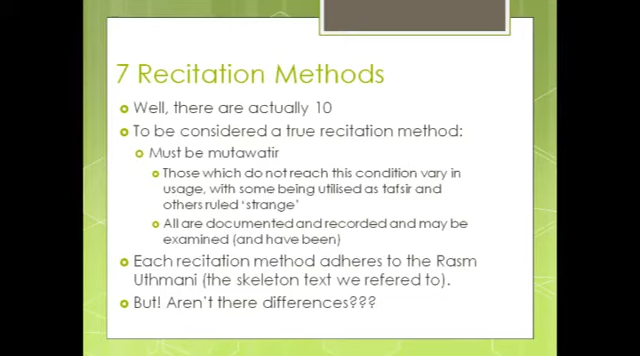 7 Recitation Methods
Well, there are actually 10
To be considered a true recitation method:
Must be mutawatir
Those which do not reach this condition vary in
usage, with some being utilised as tafsir and
others ruled 'strange'
All are documented and recorded and may be
examined (and have been)
Each recitation method adheres to the Rasm
Uthmani (the skeleton text we refered to).
But! Aren't there differences???